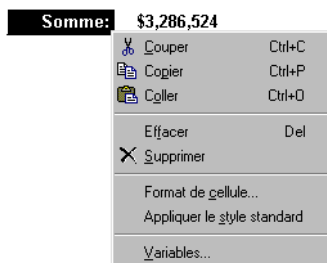 Somme: $3,286,524
Couper Ctrl+C
Copier Ctrl+P
Coller Ctrl+O
Effacer Del
Supprimer
Format de cellule...
Appliquer le style standard
Variables...